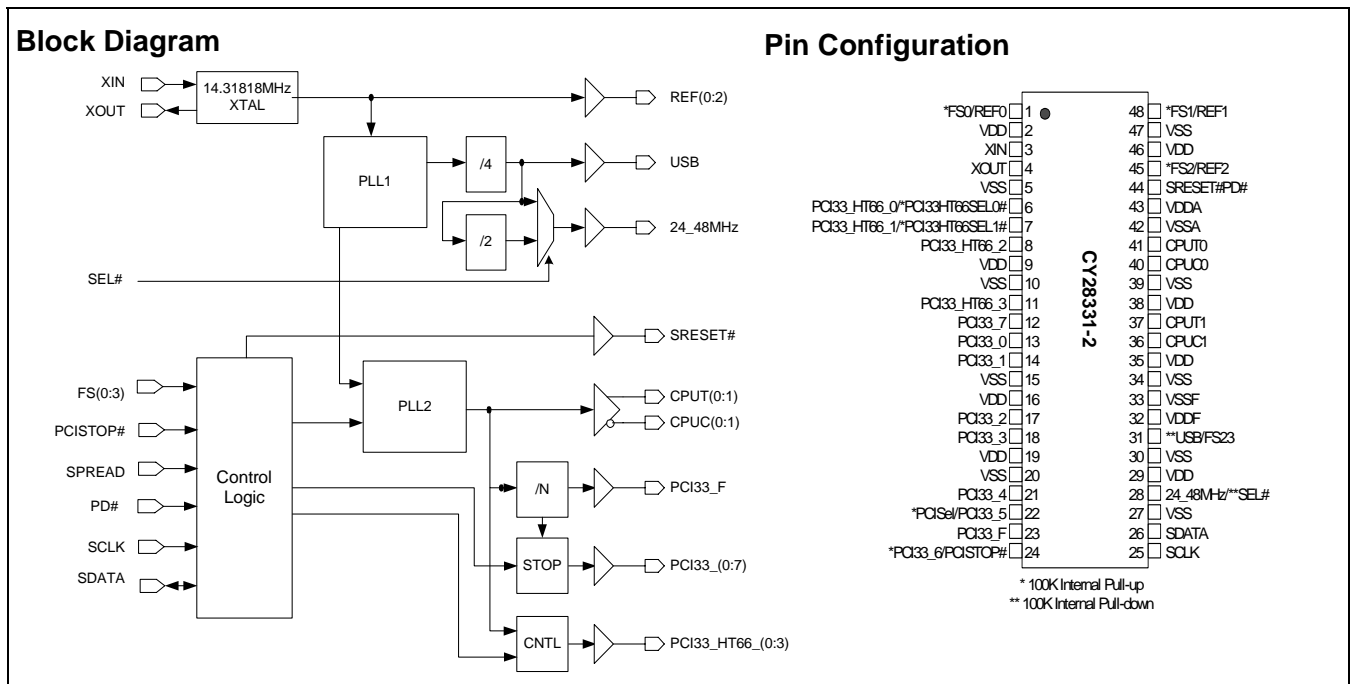 Block Diagram
XIN
XOUT
14.31818MHz
XTAL
REF(0:2)
PLL1
/4
USB
/2
24_48MHz
SEL#
SRESET#
FS(0:3)
PCISTOP#
SPREAD
PD#
SCLK
SDATA
Control
Logic
PLL2
CPUT(0:1)
CPUC(0:1)
/N
PCI33_F
STOP
PCI33_(0:7)
CNTL
PCI33_HT66_(0:3)
Pin Configuration
*FS0/REF0 1 48 *FS1/REF1
VDD 2 47 VSS
XIN 3 46 VDD
XOUT 4 45 *FS2/REF2
VSS 5 44 SRESET#PD#
PCI33_HT66_0/*PCI33HT66SEL0# 6 43 VDDA
PCI33_HT66_1/*PCI33HT66SEL1# 7 42 VSSA
PCI33_HT66_2 8 41 CPUT0
VDD 9 40 CPUC0
VSS 10 39 VSS
PCI33_HT66_3 11 38 VDD
PCI33_7 12 37 CPUT1
PCI33_0 13 36 CPUC1
PCI33_1 14 35 VDD
VSS 15 34 VSS
VDD 16 33 VSSF
PCI33_2 17 32 VDDF
PCI33_3 18 31 **USB/FS23
VDD 19 30 VSS
VSS 20 29 VDD
PCI33_4 21 28 24_48MHz/**SEL#
*PCISel/PCI33_5 22 27 VSS
PCI33_F 23 26 SDATA
*PCI33_6/PCISTOP# 24 25 SCLK
CY28331-2
* 100K Internal Pull-up
** 100K Internal Pull-down